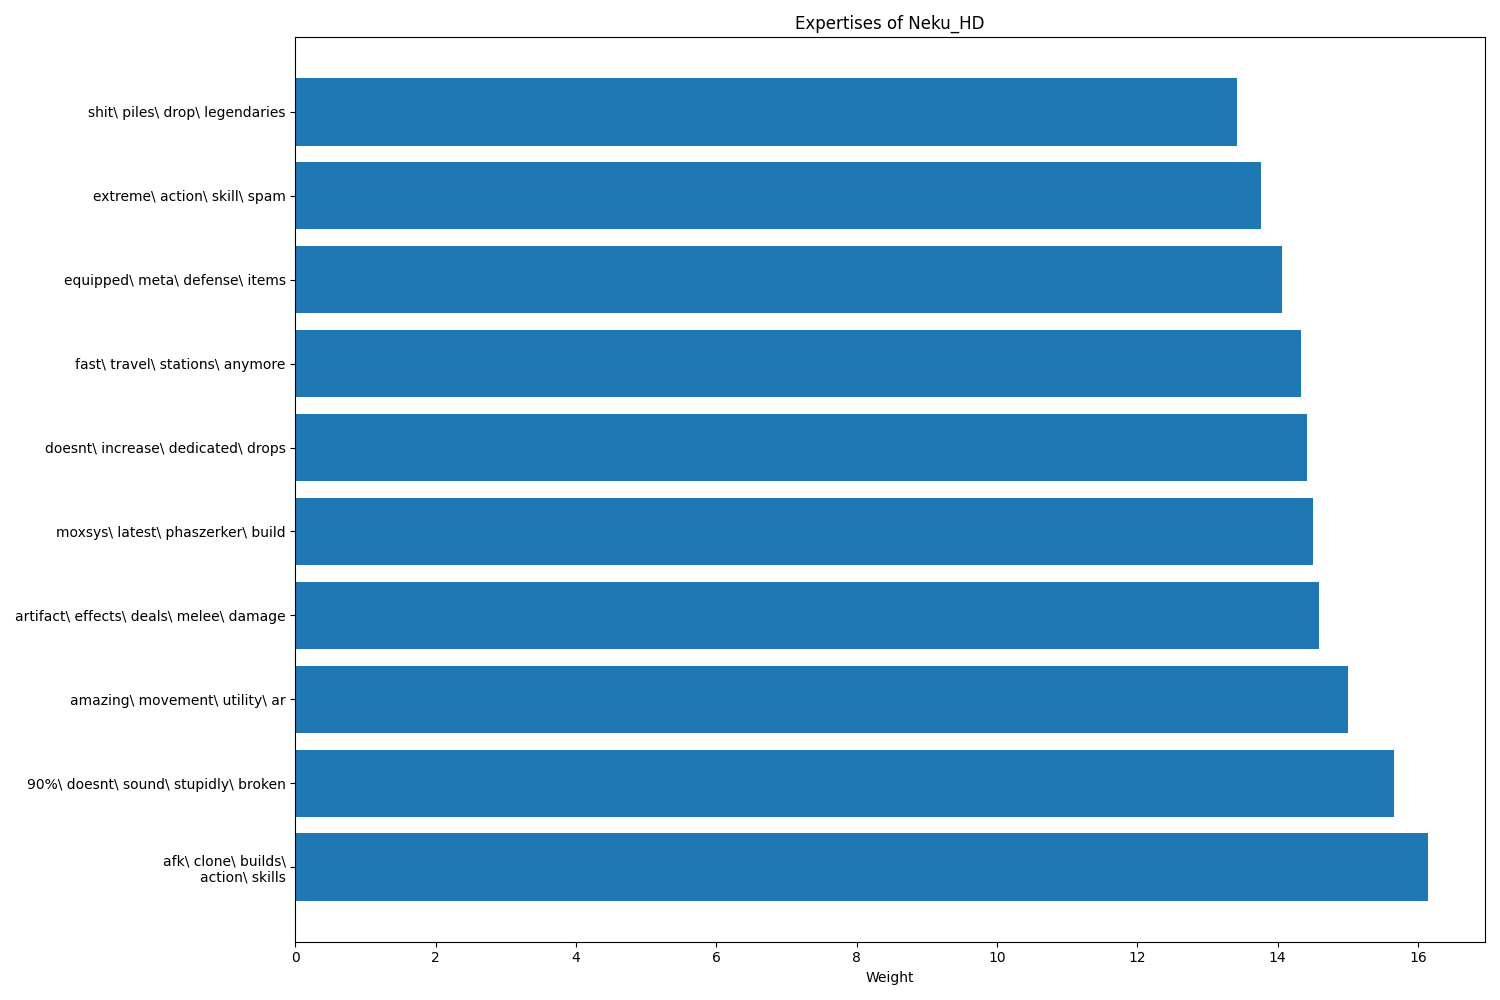 Expertises of Neku_HD
shit\ piles\ drop\ legendaries
extreme\ action\ skill\ spam
equipped\ meta\ defense\ items
fast\ travel\ stations\ anymore
doesnt\ increase\ dedicated\ drops
moxsys\ latest\ phaszerker\ build
artifact\ effects\ deals\ melee\ damage
amazing\ movement\ utility\ ar
90%\ doesnt\ sound\ stupidly\ broken
afk\ clone\ builds\
action\ skills
0 2 4 6 8 10 12 14 16
Weight